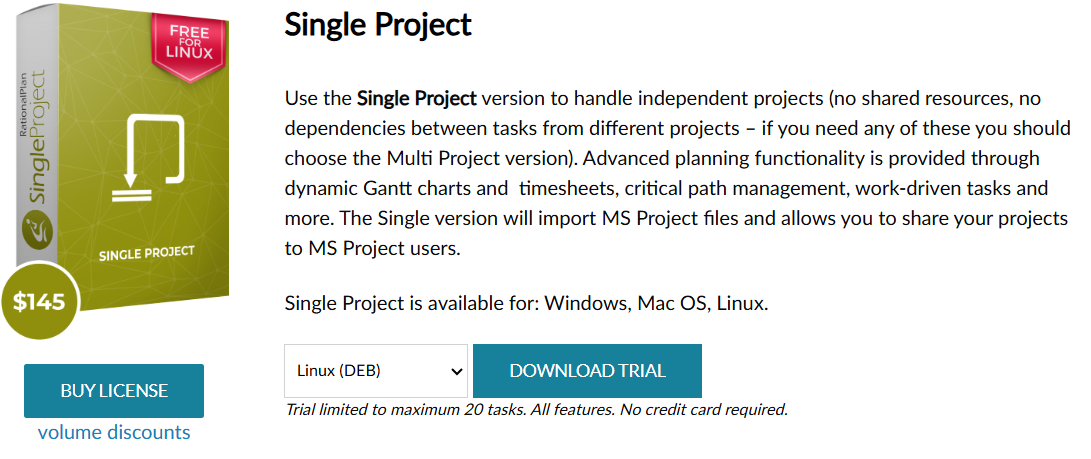 FREE
FOR
LINUX
RationalPlan
SingleProject
SINGLE PROJECT
$145
BUY LICENSE
volume discounts
Single Project
Use the Single Project version to handle independent projects (no shared resources, no
dependencies between tasks from different projects – if you need any of these you should
choose the Multi Project version). Advanced planning functionality is provided through
dynamic Gantt charts and  timesheets, critical path management, work-driven tasks and
more. The Single version will import MS Project files and allows you to share your projects
to MS Project users.
Single Project is available for: Windows, Mac OS, Linux.
Linux (DEB)
DOWNLOAD TRIAL
Trial limited to maximum 20 tasks. All features. No credit card required.